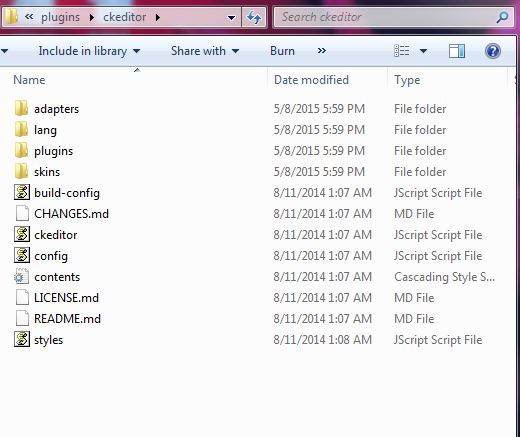 « plugins ckeditor Search ckeditor
Include in library Share with Burn »
Name Date modified Type
adapters 5/8/2015 5:59 PM File folder
lang 5/8/2015 5:59 PM File folder
plugins 5/8/2015 5:59 PM File folder
skins 5/8/2015 5:59 PM File folder
build-config 8/11/2014 1:07 AM JScript Script File
CHANGES.md 8/11/2014 1:07 AM MD File
ckeditor 8/11/2014 1:07 AM JScript Script File
config 8/11/2014 1:07 AM JScript Script File
contents 8/11/2014 1:07 AM Cascading Style S...
LICENSE.md 8/11/2014 1:07 AM MD File
README.md 8/11/2014 1:07 AM MD File
styles 8/11/2014 1:08 AM JScript Script File